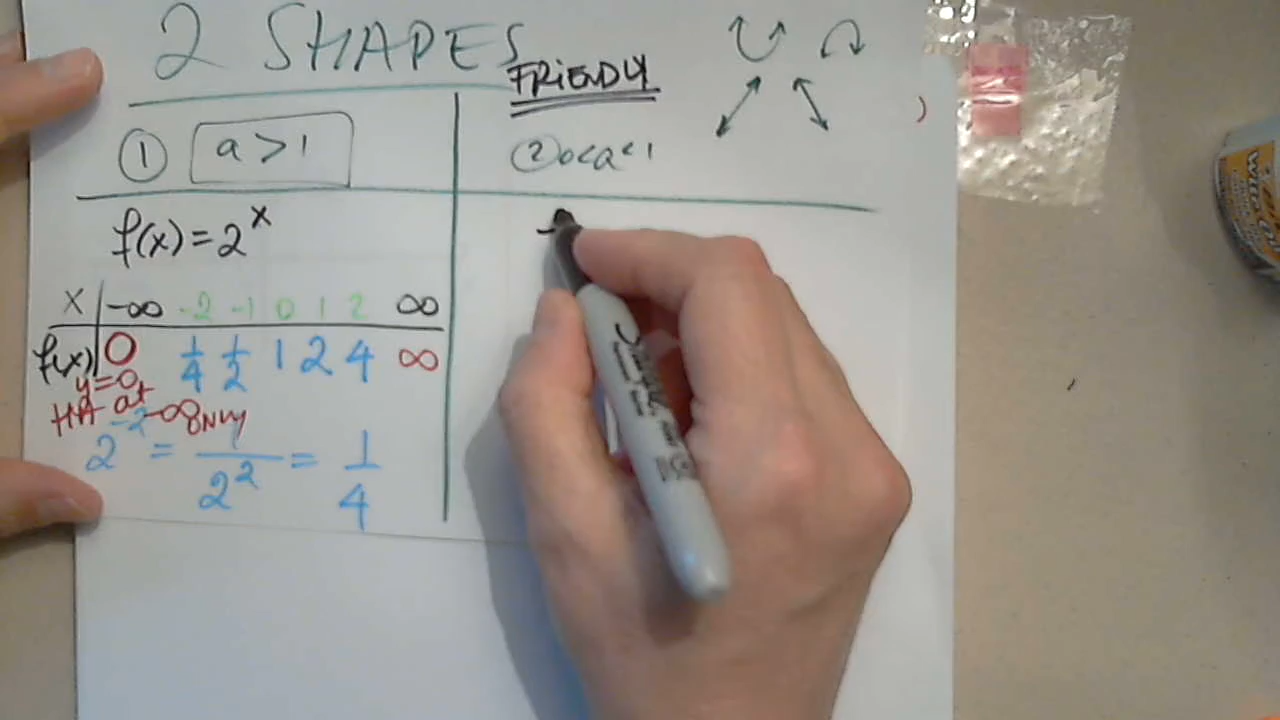 2 SHAPES
FRIENDLY
① a > 1
② 0<a<1
f(x) = 2^x
x -∞ -2 -1 0 1 2 ∞
f(x) 0 1/4 1/2 1 2 4 ∞
y=0
HA at -∞ ONLY
2^-2 = 1/2^2 = 1/4